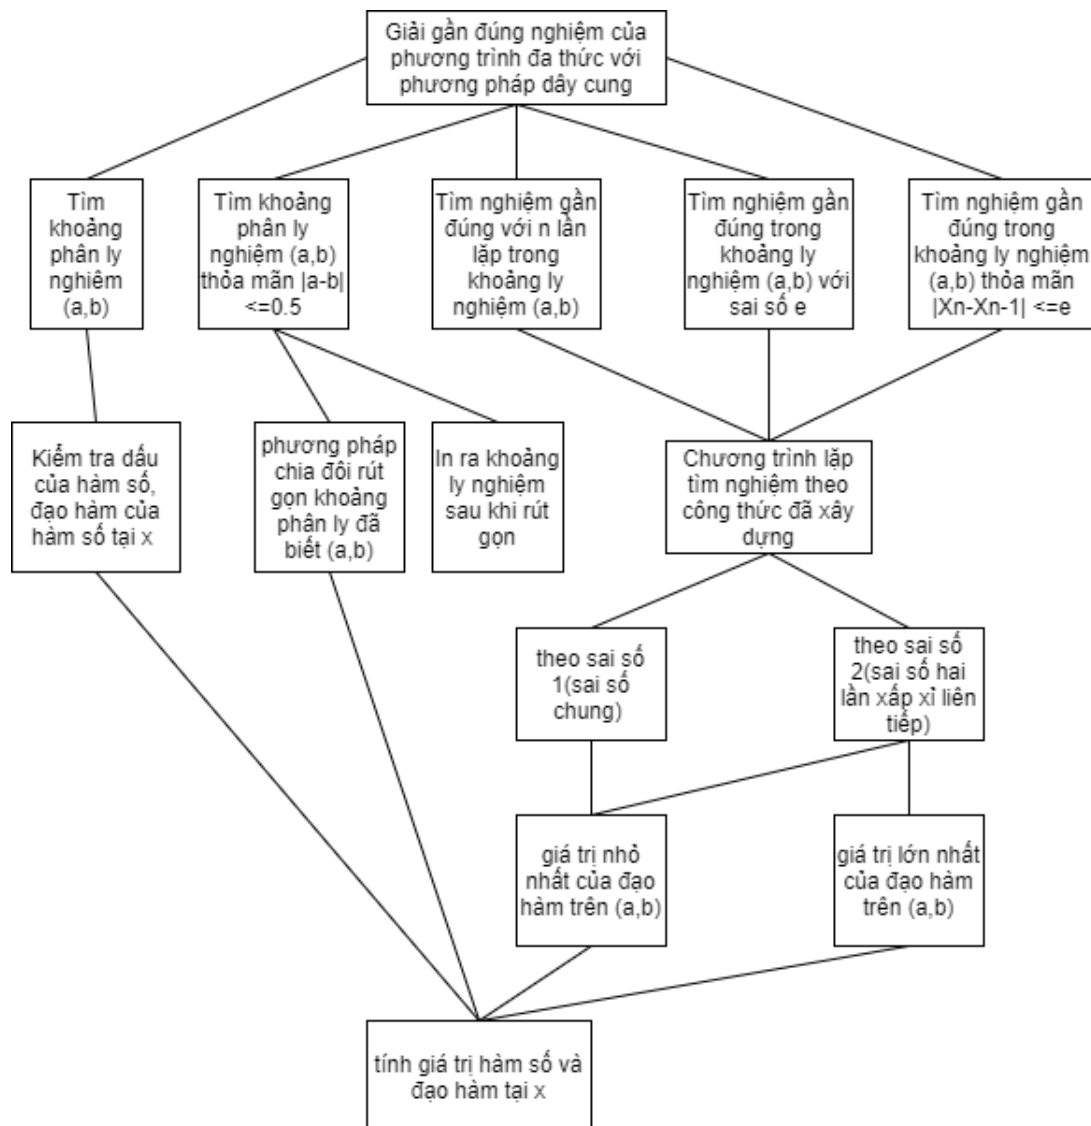 Giải gần đúng nghiệm của
phương trình đa thức với
phương pháp dây cung
Tìm
khoảng
phân ly
nghiêm
(a,b)
Tìm khoảng
phân ly
nghiệm (a,b)
thỏa mãn |a-b|
<=0.5
Tìm nghiệm gần
đúng với n lần
lặp trong
khoảng ly
nghiệm (a,b)
Tìm nghiệm gần
đúng trong
khoảng ly
nghiệm (a,b) với
sai số e
Tìm nghiệm gần
đúng trong
khoảng ly nghiệm
(a,b) thỏa mãn
|Xn-Xn-1| <=e
Kiểm tra dấu
của hàm số,
đạo hàm của
hàm số tại x
phương pháp
chia đôi rút
gọn khoảng
phân ly đã
biết (a,b)
In ra khoảng
ly nghiệm
sau khi rút
gọn
Chương trình lặp
tìm nghiệm theo
công thức đã xây
dựng
theo sai số
1(sai số
chung)
theo sai số
2(sai số hai
lần xấp xỉ liên
tiếp)
giá trị nhỏ
nhất của đạo
hàm trên (a,b)
giá trị lớn nhất
của đạo hàm
trên (a,b)
tính giá trị hàm số và
đạo hàm tại x